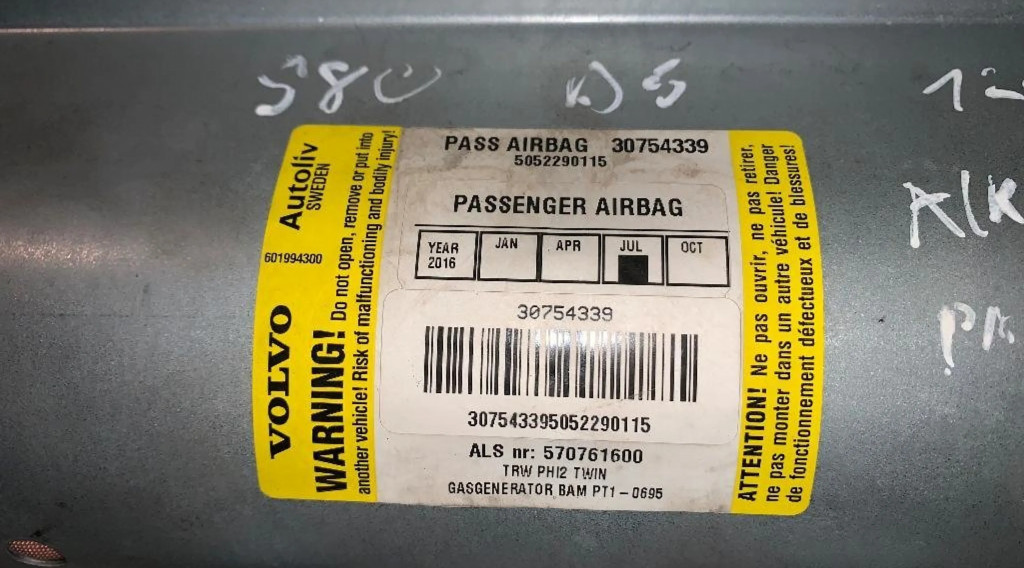 S80 D5
Autoliv
SWEDEN
601994300
VOLVO
WARNING! Do not open, remove or put into
another vehicle! Risk of malfunctioning and bodily injury!
PASS AIRBAG 30754339
5052290115
PASSENGER AIRBAG
YEAR
2016
JAN
APR
JUL
OCT
30754339
307543395052290115
ALS nr: 570761600
TRW PHI2 TWIN
GASGENERATOR BAM PT1-0695
ATTENTION! Ne pas ouvrir, ne pas retirer,
ne pas monter dans un autre véhicule! Danger
de fonctionnement défectueux et de blessures!